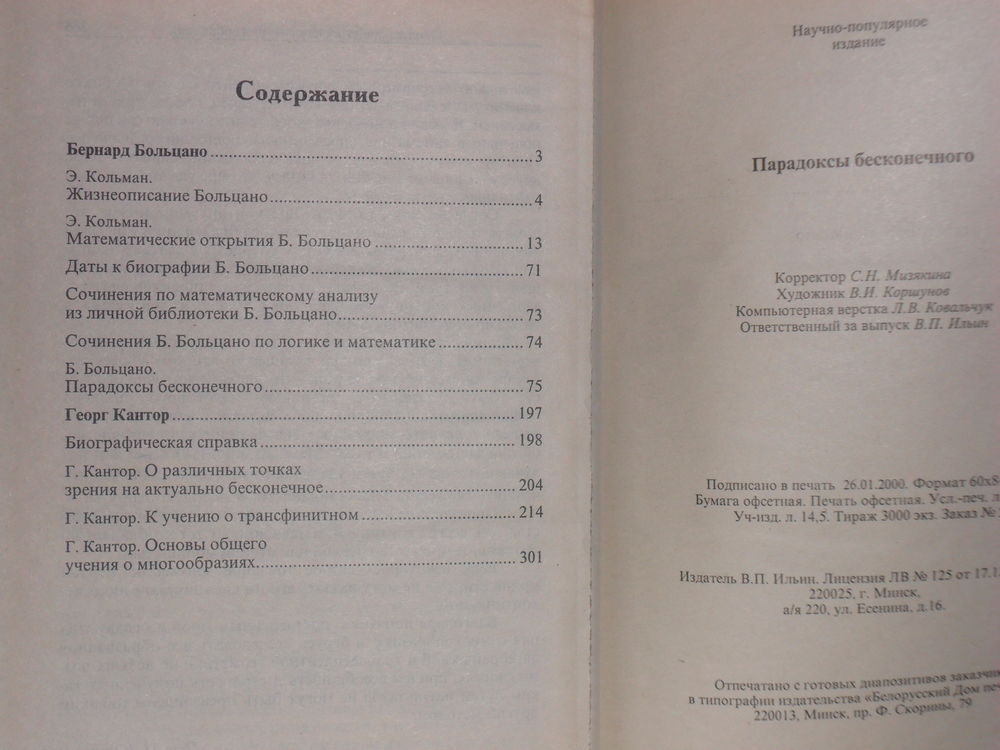 Содержание
Бернард Больцано 3
Э. Кольман.
Жизнеописание Больцано 4
Э. Кольман.
Математические открытия Б. Больцано 13
Даты к биографии Б. Больцано 71
Сочинения по математическому анализу
из личной библиотеки Б. Больцано 73
Сочинения Б. Больцано по логике и математике 74
Б. Больцано.
Парадоксы бесконечного 75
Георг Кантор 197
Биографическая справка 198
Г. Кантор. О различных точках
зрения на актуально бесконечное 204
Г. Кантор. К учению о трансфинитном 214
Г. Кантор. Основы общего
учения о многообразиях 301
Научно-популярное
издание
Парадоксы бесконечного
Корректор С.Н. Мизякина
Художник В.И. Коршунов
Компьютерная верстка Л.В. Ковальчук
Ответственный за выпуск В.П. Ильин
Подписано в печать 26.01.2000. Формат 60х8
Бумага офсетная. Печать офсетная. Усл.-печ. л
Уч-изд. л. 14,5. Тираж 3000 экз. Заказ №
Издатель В.П. Ильин. Лицензия ЛВ № 125 от 17.1
220025, г. Минск,
а/я 220, ул. Есенина, д.16.
Отпечатано с готовых диапозитивов заказчи
в типографии издательства «Белорусский Дом печ
220013, Минск, пр. Ф. Скорины, 79